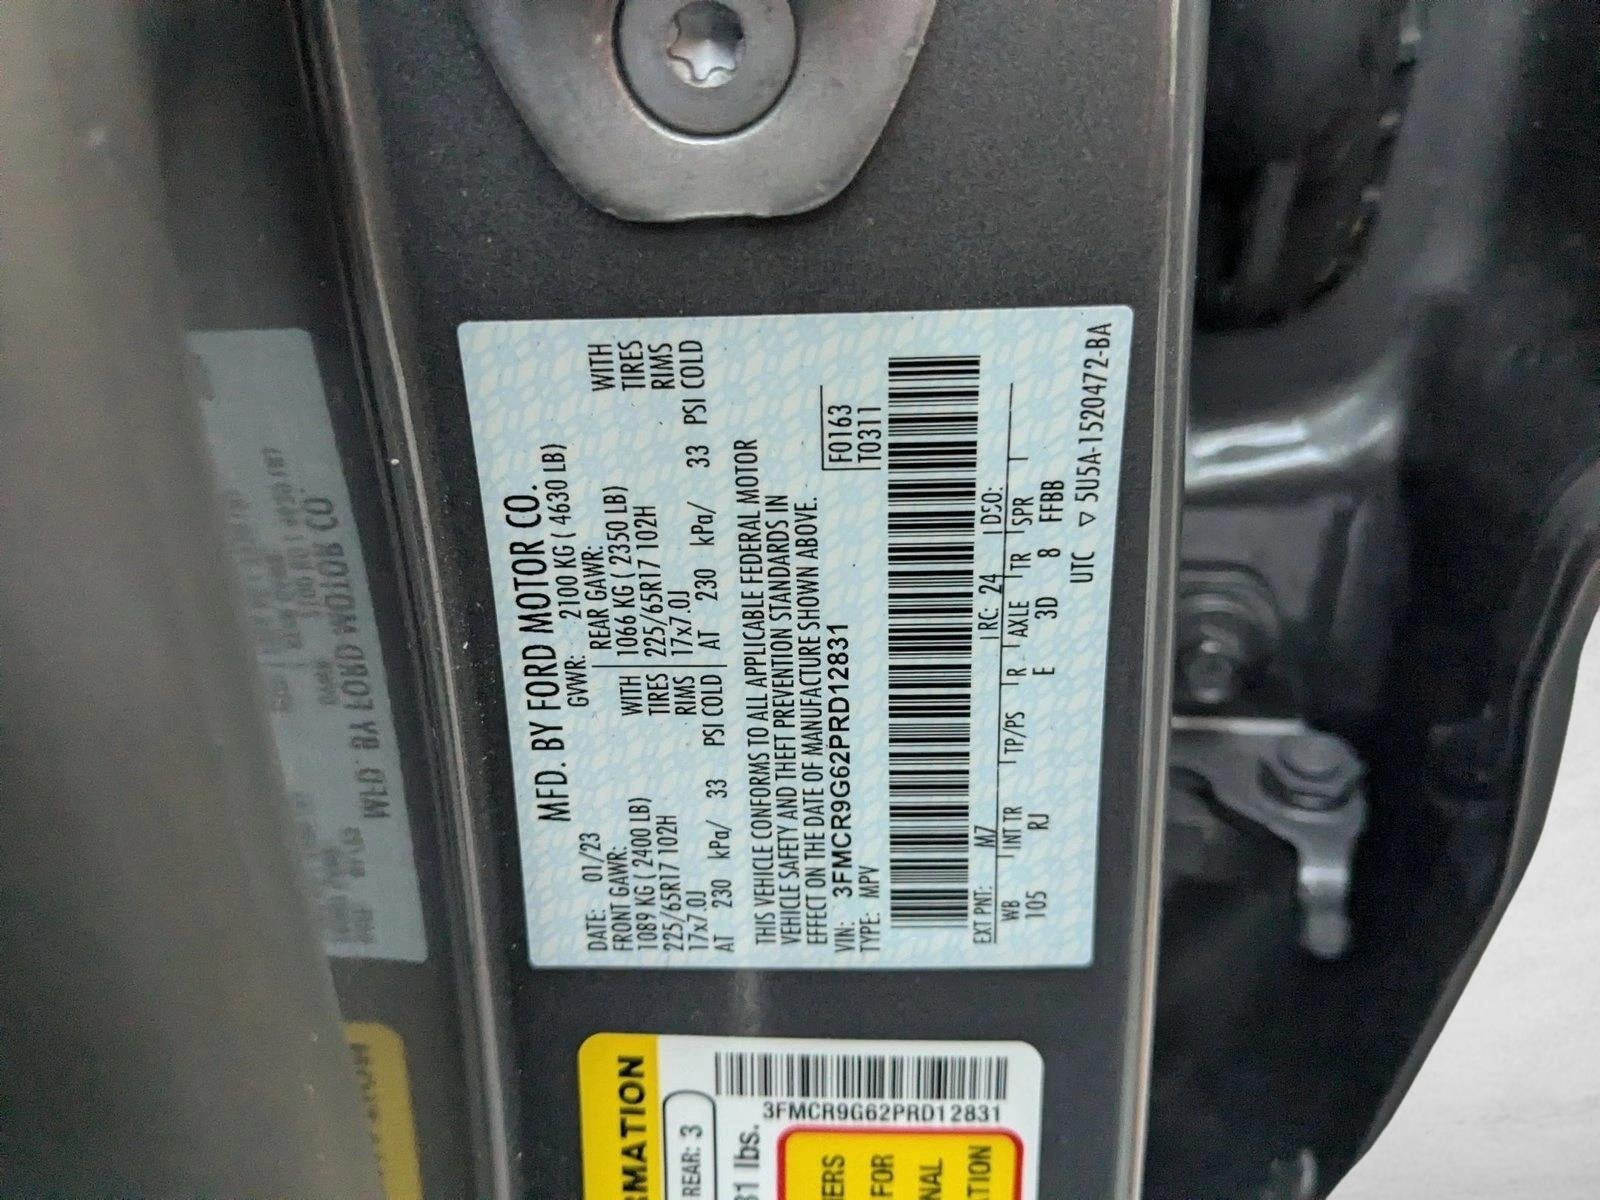 MFD. BY FORD MOTOR CO.
DATE: 01/23 GVWR: 2100 KG ( 4630 LB)
FRONT GAWR: REAR GAWR:
1089 KG ( 2400 LB) WITH 1066 KG ( 2350 LB) WITH
225/65R17 102H TIRES 225/65R17 102H TIRES
17x7.0J RIMS 17x7.0J RIMS
AT 230 kPa/ 33 PSI COLD AT 230 kPa/ 33 PSI COLD
THIS VEHICLE CONFORMS TO ALL APPLICABLE FEDERAL MOTOR
VEHICLE SAFETY AND THEFT PREVENTION STANDARDS IN
EFFECT ON THE DATE OF MANUFACTURE SHOWN ABOVE.
VIN: 3FMCR9G62PRD12831 F0163
TYPE: MPV T0311
EXT PNT: M7 RC: 24 DSO:
WB INT TR TP/PS R AXLE TR SPR
105 RJ E 3D 8 FFBB
UTC ▽ 5U5A-1520472-BA
RMATION
REAR: 3
31 lbs.
3FMCR9G62PRD12831
IERS
FOR
NAL
TION